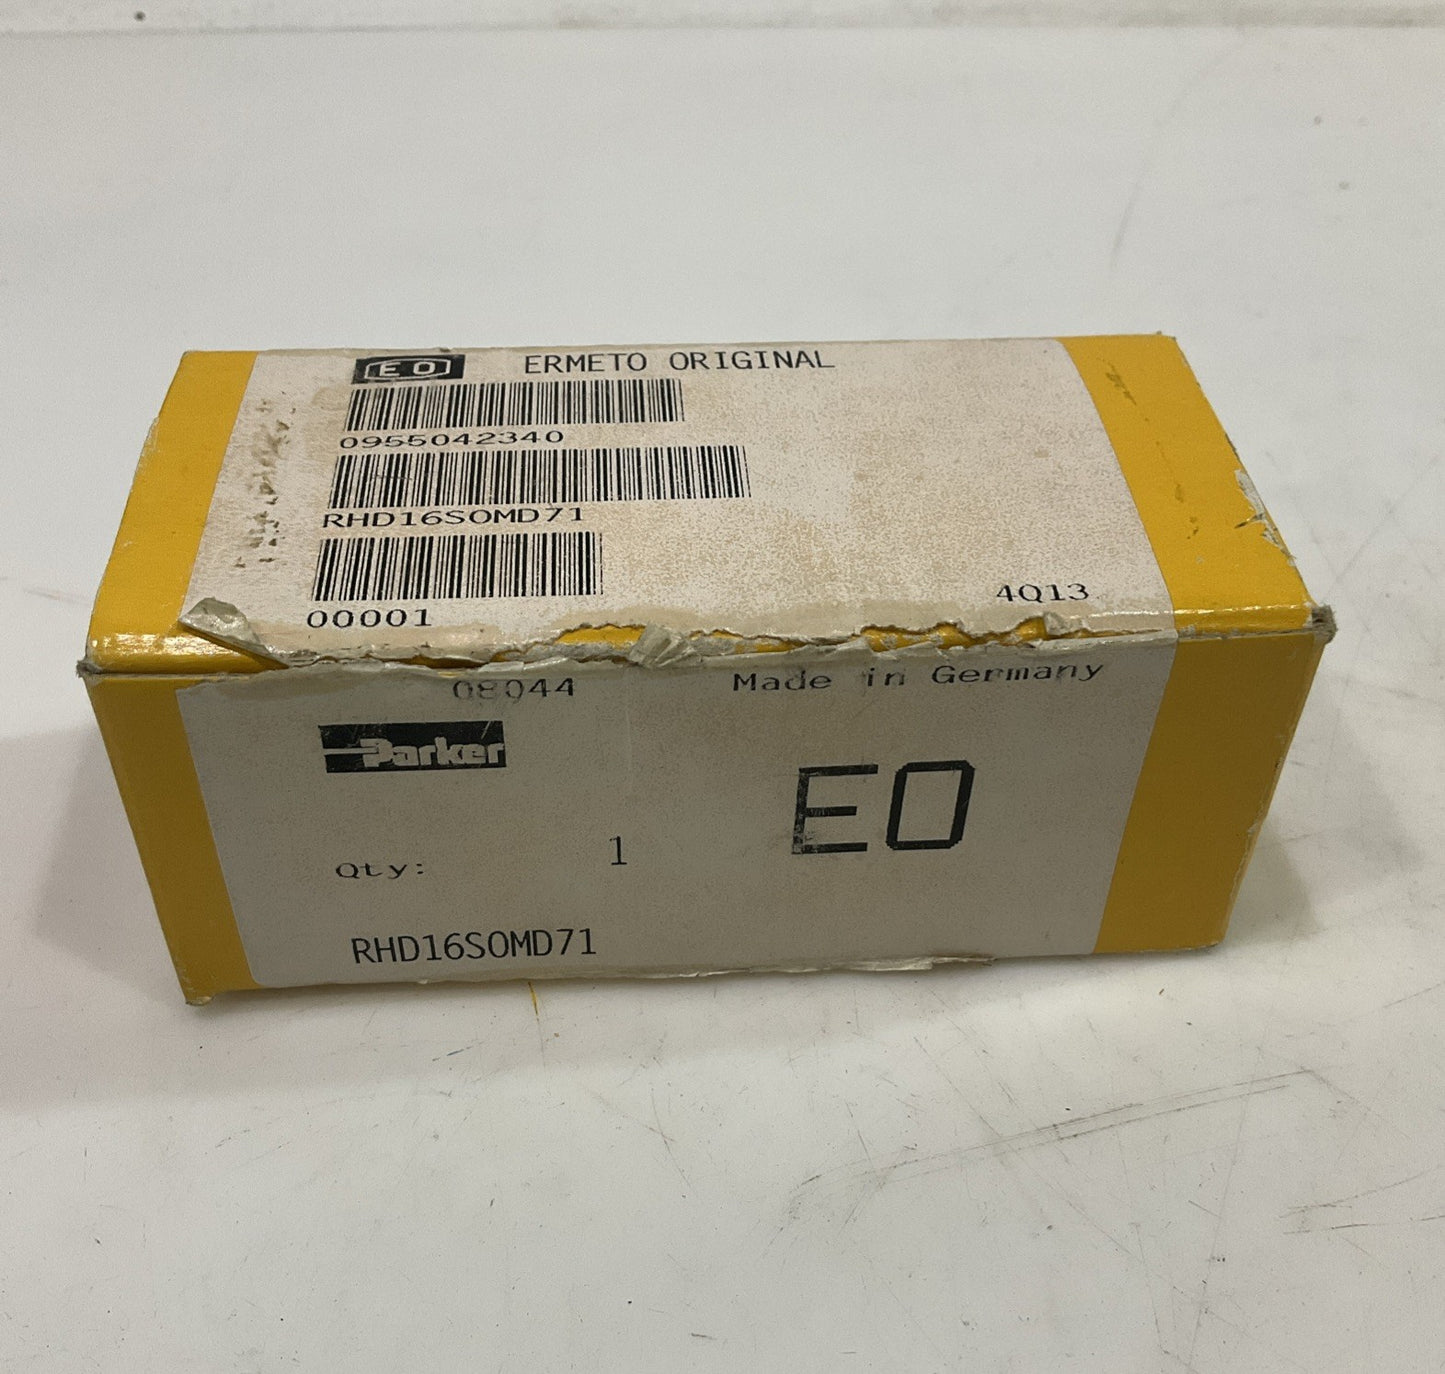 EO ERMETO ORIGINAL
0955042340
RHD16SOMD71
00001
4Q13
08044 Made in Germany
Parker
EO
Qty: 1
RHD16SOMD71